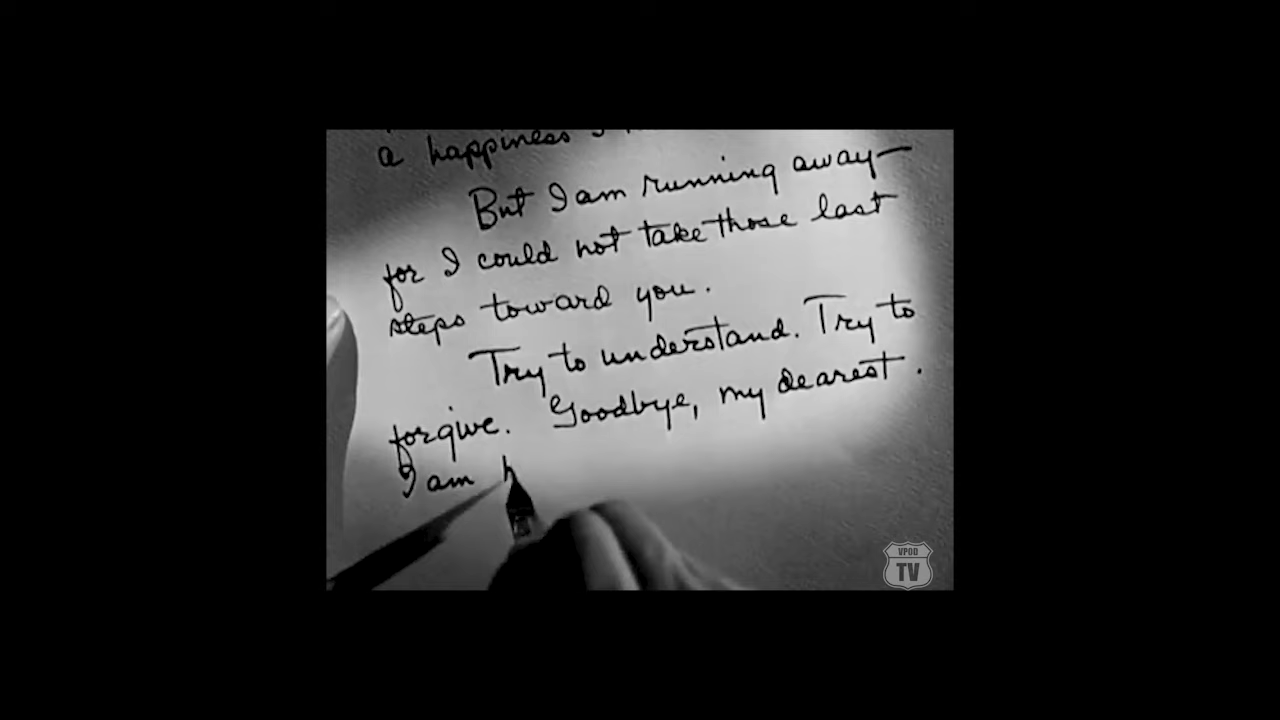 a happiness I
But I am running away—
for I could not take those last
steps toward you.
Try to understand. Try to
forgive. Goodbye, my dearest.
I am
VPOD
TV